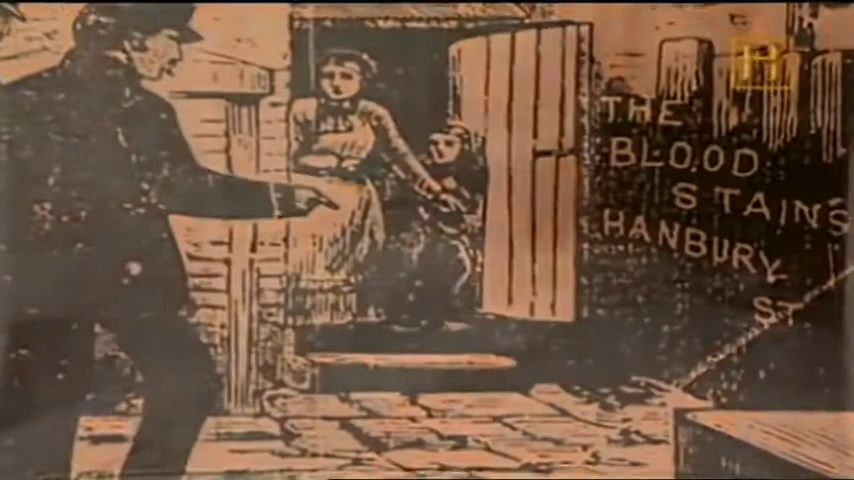 H
THE
BLOOD
STAINS
HANBURY
ST